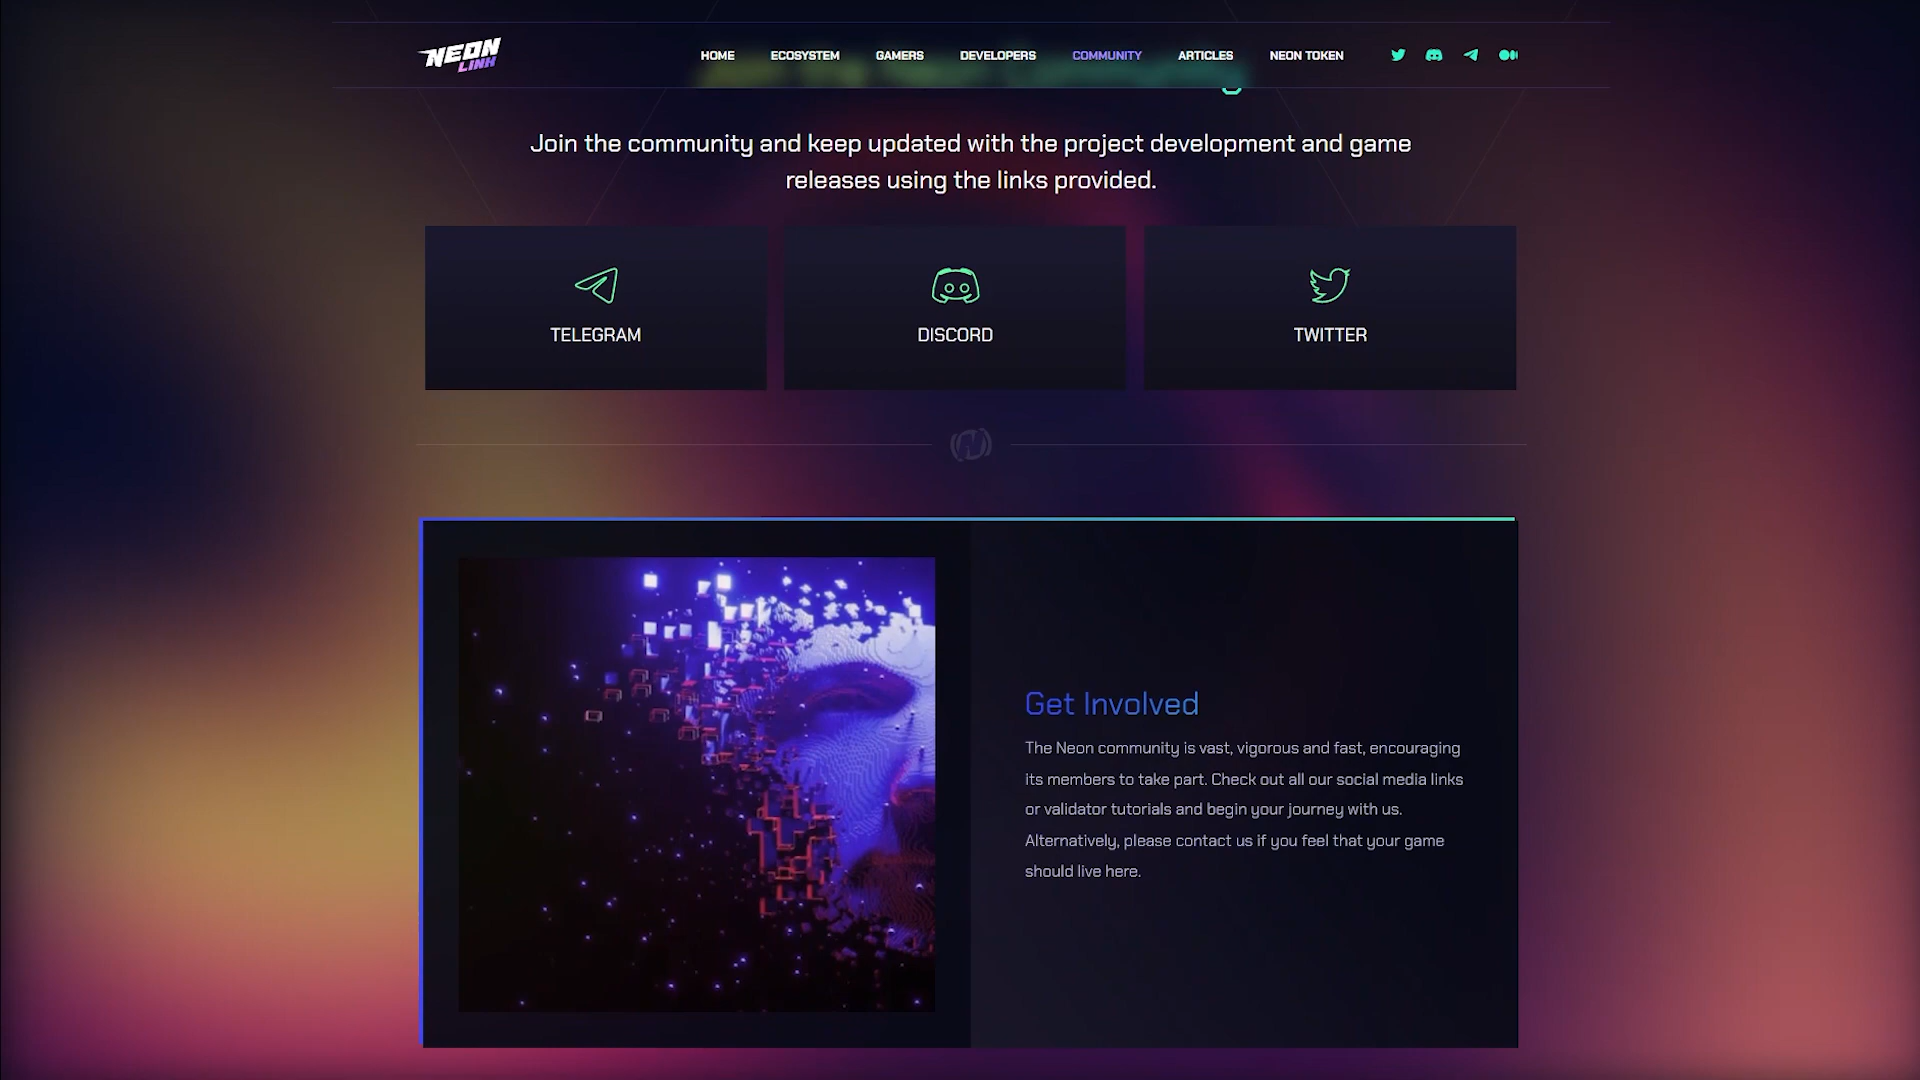 NEON
LINK
HOME
ECOSYSTEM
GAMERS
DEVELOPERS
COMMUNITY
ARTICLES
NEON TOKEN
Join the community and keep updated with the project development and game
releases using the links provided.
TELEGRAM
DISCORD
TWITTER
N
Get Involved
The Neon community is vast, vigorous and fast, encouraging
its members to take part. Check out all our social media links
or validator tutorials and begin your journey with us.
Alternatively, please contact us if you feel that your game
should live here.